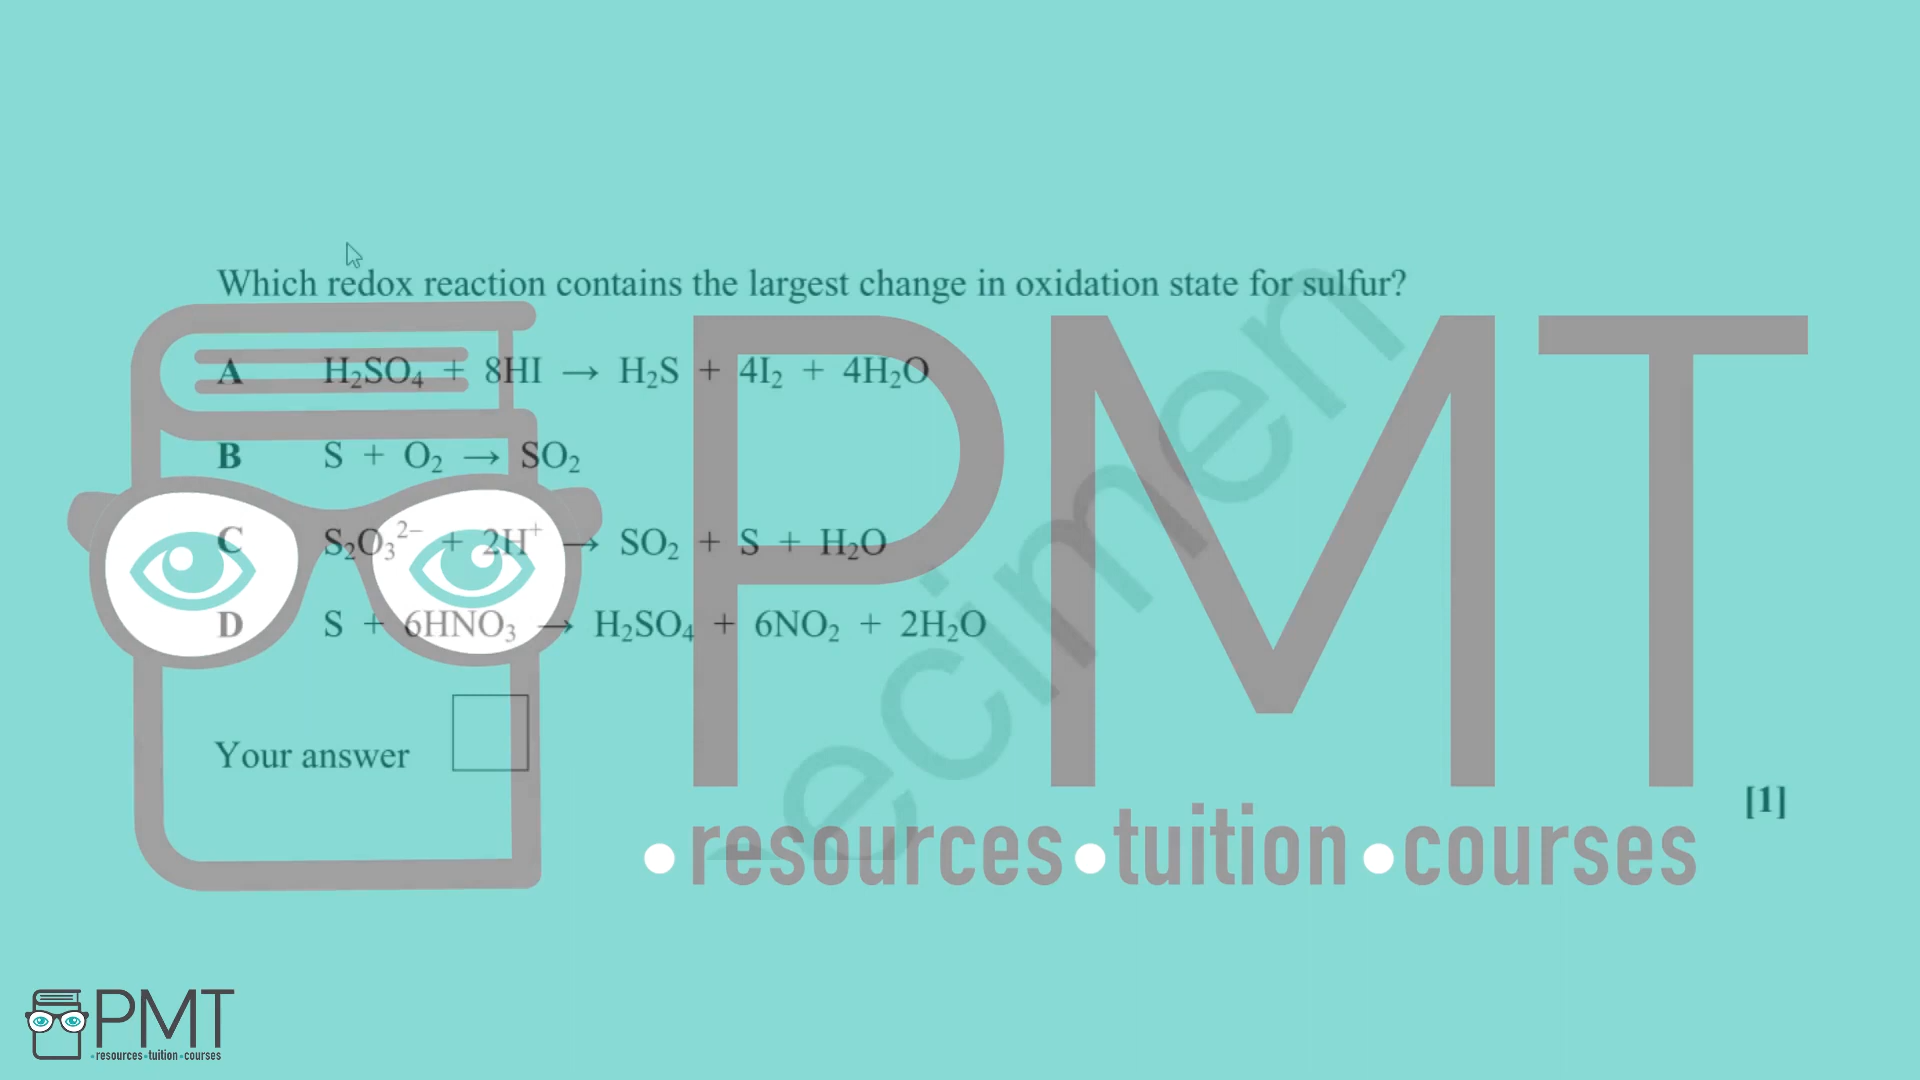 Which redox reaction contains the largest change in oxidation state for sulfur?
A H₂SO₄ + 8HI → H₂S + 4I₂ + 4H₂O
B S + O₂ → SO₂
C S₂O₃²⁻ + 2H⁺ → SO₂ + S + H₂O
D S + 6HNO₃ → H₂SO₄ + 6NO₂ + 2H₂O
Your answer
[1]
PMT
•resources•tuition•courses
ecimen
PMT
•resources•tuition•courses